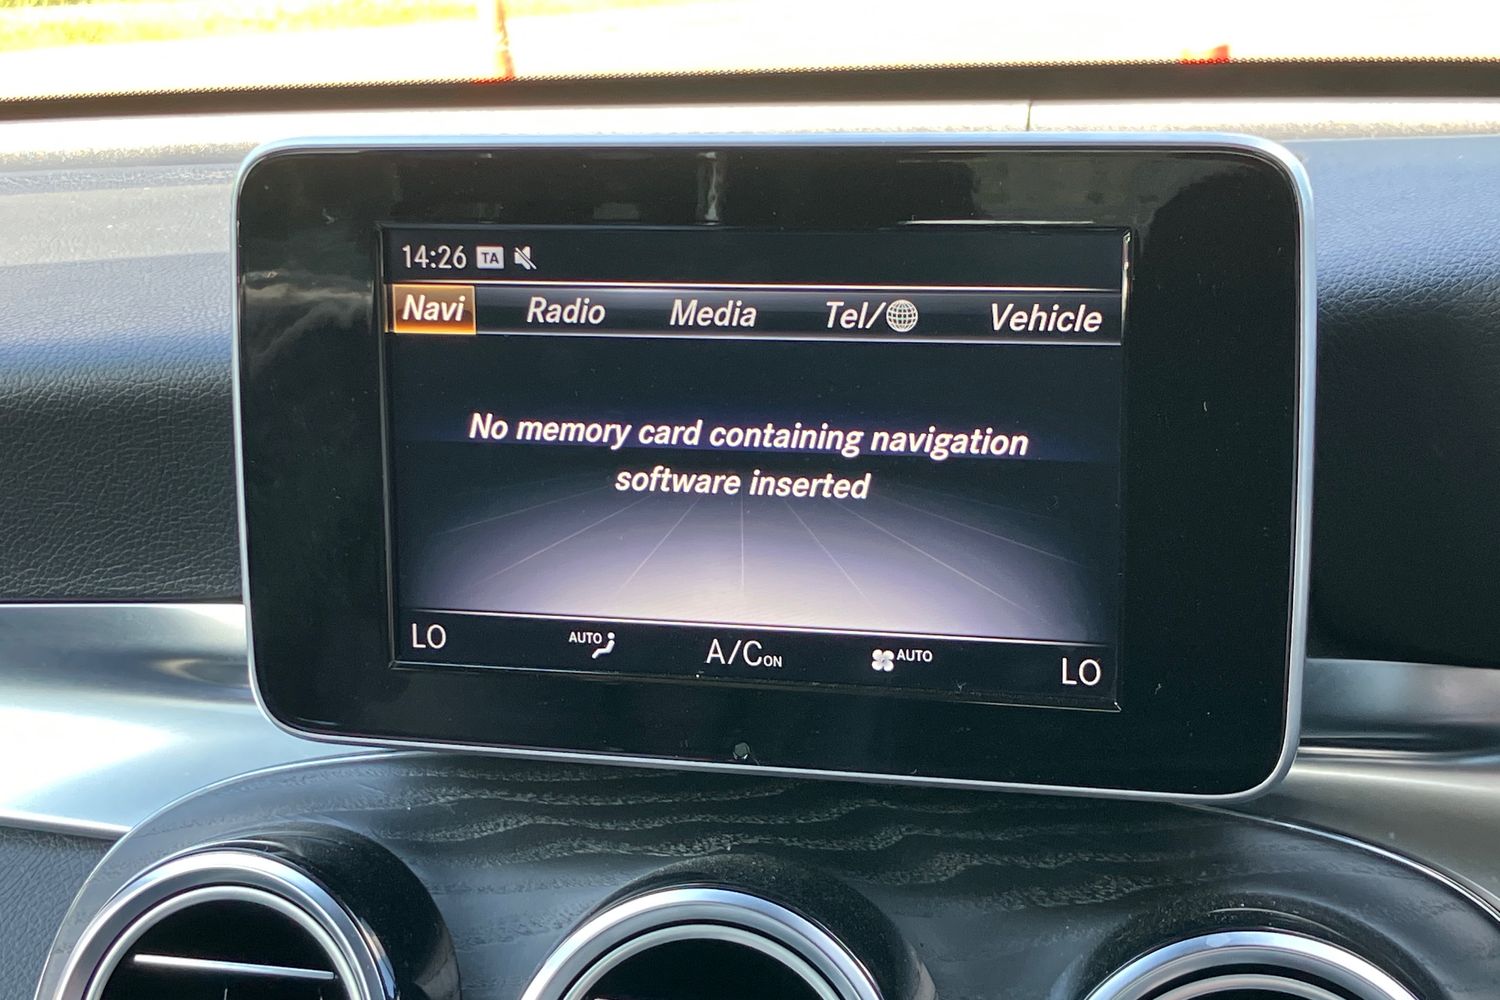 14:26 TA
Navi Radio Media Tel/ Vehicle
No memory card containing navigation
software inserted
LO AUTO A/C ON AUTO LO